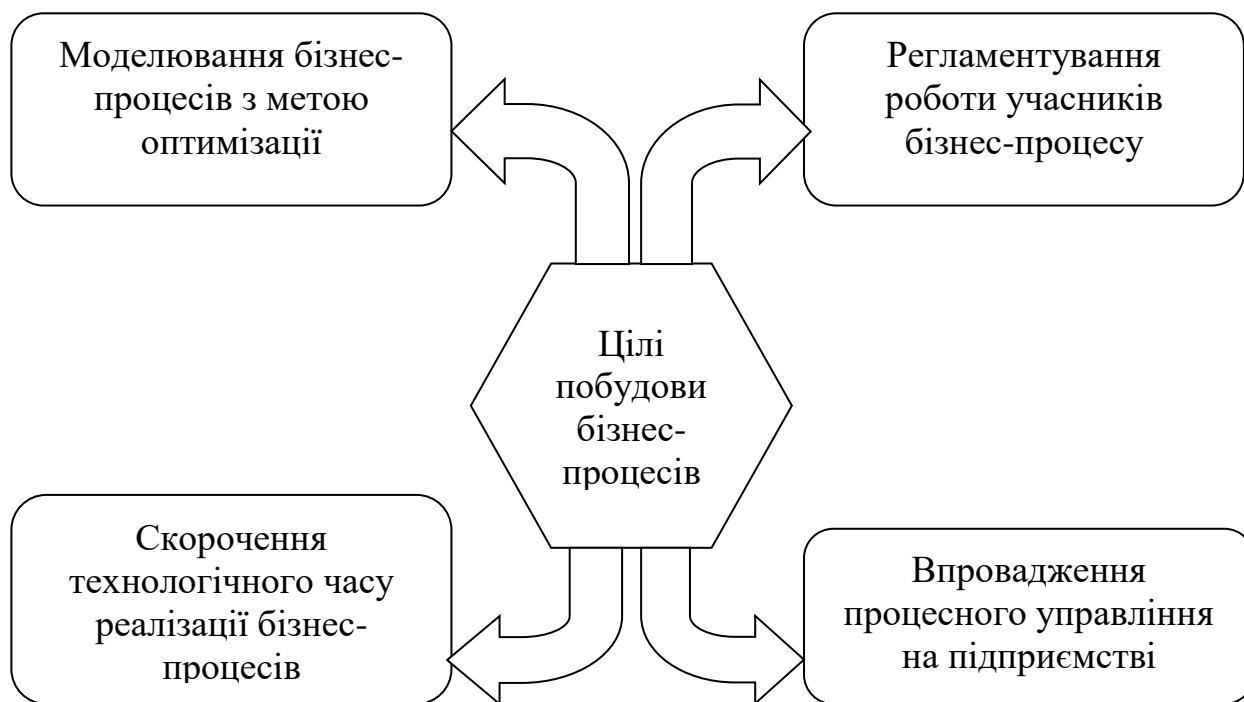 Моделювання бізнес-
процесів з метою
оптимізації
Регламентування
роботи учасників
бізнес-процесу
Цілі
побудови
бізнес-
процесів
Скорочення
технологічного часу
реалізації бізнес-
процесів
Впровадження
процесного управління
на підприємстві